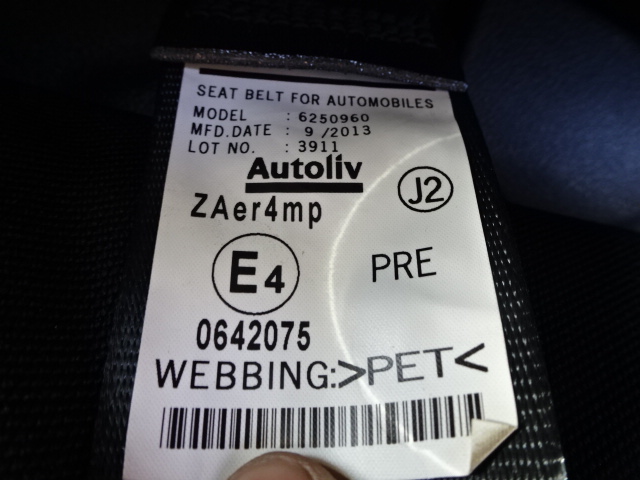 SEAT BELT FOR AUTOMOBILES
MODEL : 6250960
MFD.DATE : 9/2013
LOT NO. : 3911
Autoliv
ZAer4mp
J2
E4
PRE
0642075
WEBBING:>PET<